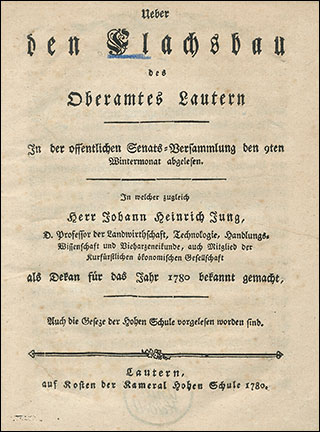 Ueber
den Flachsbau
des
Oberamtes Lautern
In der offentlichen Senats-Versammlung den 9ten
Wintermonat abgelesen.
In welcher zugleich
Herr Johann Heinrich Jung,
D. Professor der Landwirthschaft, Technologie, Handlungs-
Wissenschaft und Vieharzeneikunde, auch Mitglied der
Kurfürstlichen ökonomischen Gesellschaft
als Dekan für das Jahr 1780 bekannt gemacht,
Auch die Geseze der Hohen Schule vorgelesen worden sind.
Lautern,
auf Kosten der Kameral Hohen Schule 1780.